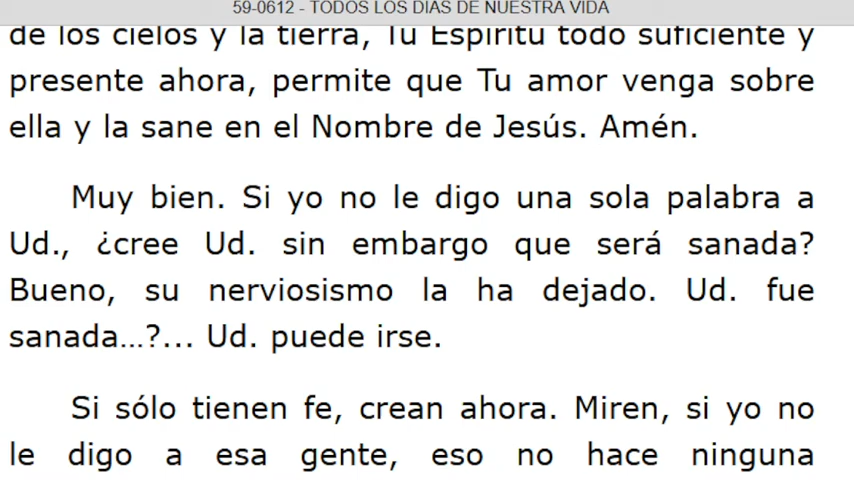 59-0612 - TODOS LOS DIAS DE NUESTRA VIDA
de los cielos y la tierra, Tu Espíritu todo suficiente y
presente ahora, permite que Tu amor venga sobre
ella y la sane en el Nombre de Jesús. Amén.
Muy bien. Si yo no le digo una sola palabra a
Ud., ¿cree Ud. sin embargo que será sanada?
Bueno, su nerviosismo la ha dejado. Ud. fue
sanada...?... Ud. puede irse.
Si sólo tienen fe, crean ahora. Miren, si yo no
le digo a esa gente, eso no hace ninguna